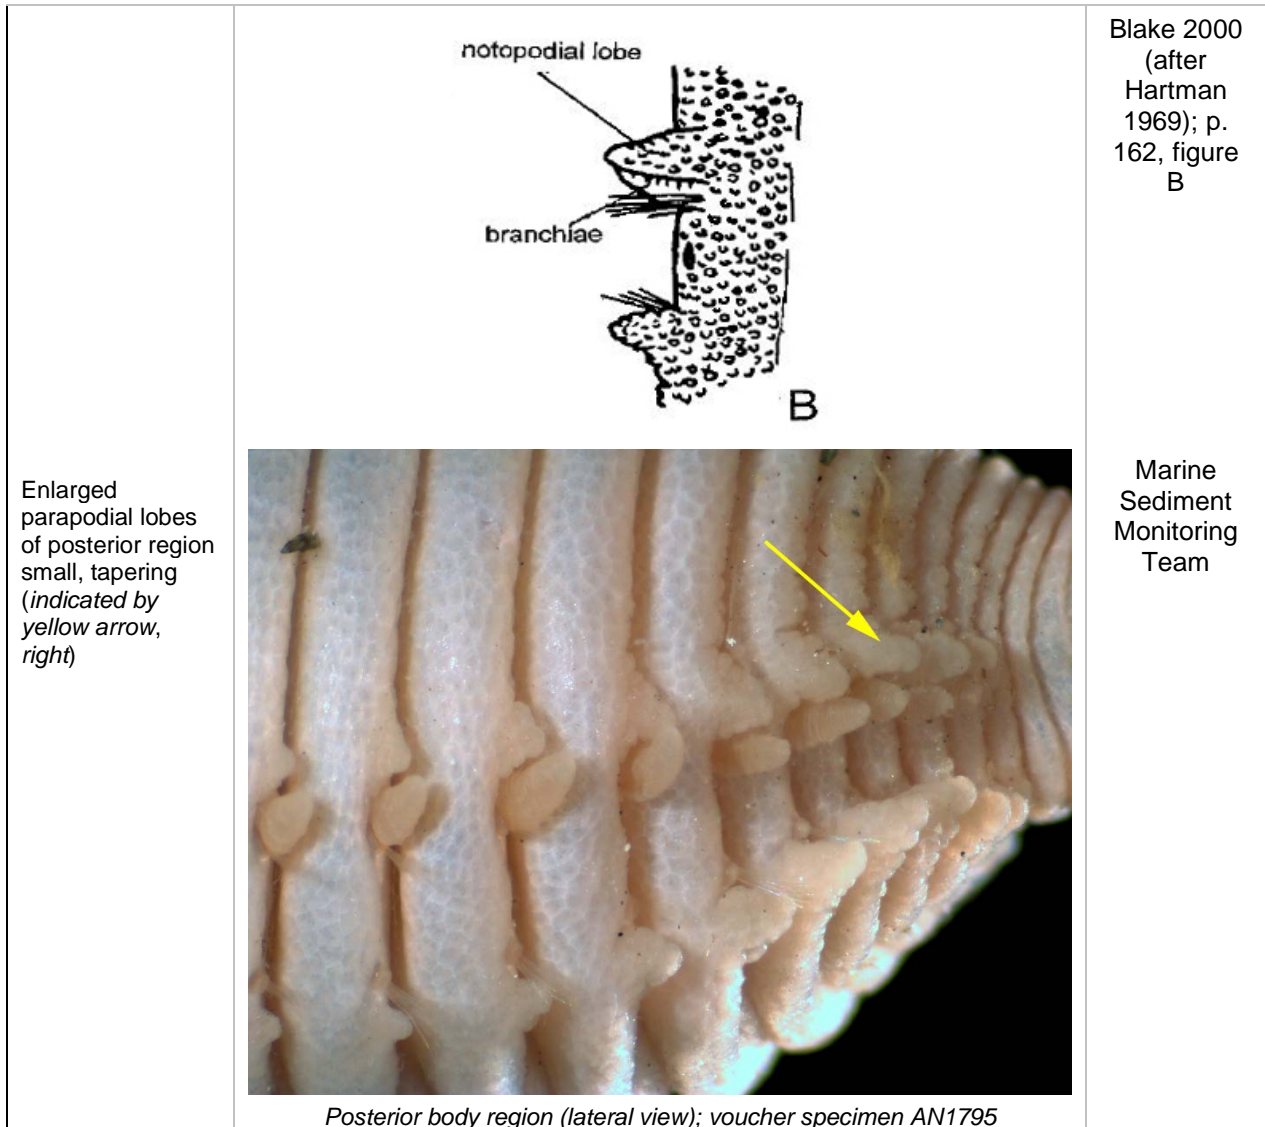 notopodial lobe
branchiae
B
Blake 2000
(after
Hartman
1969); p.
162, figure
B
Enlarged
parapodial lobes
of posterior region
small, tapering
(indicated by
yellow arrow,
right)
Marine
Sediment
Monitoring
Team
Posterior body region (lateral view); voucher specimen AN1795